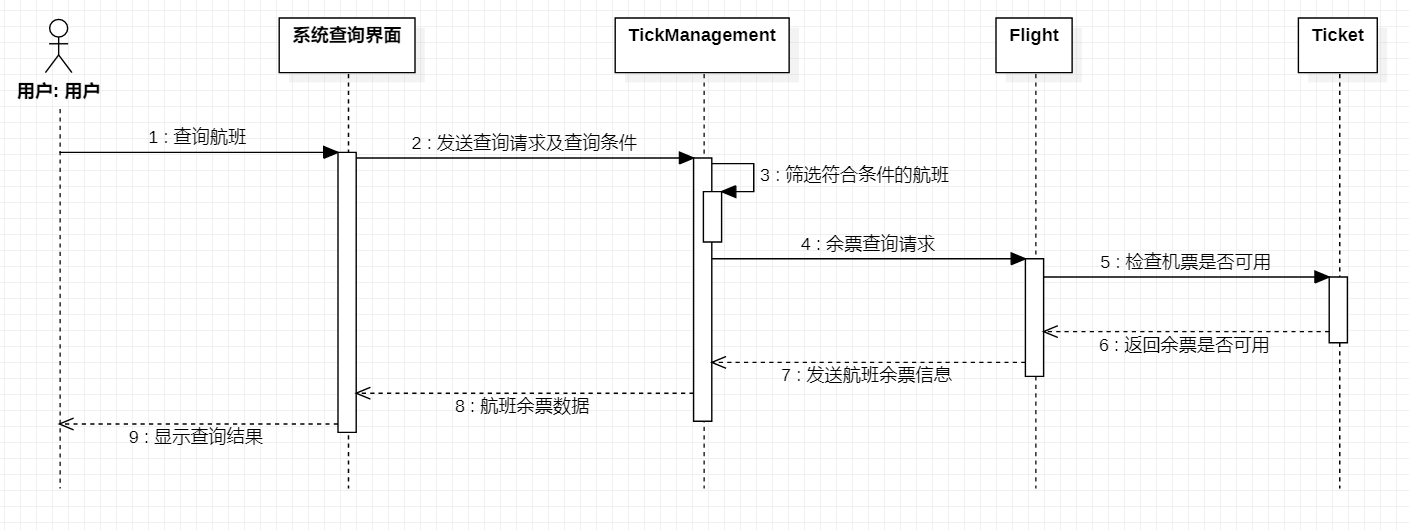 系统查询界面
TickManagement
Flight
Ticket
用户: 用户
1 : 查询航班
2 : 发送查询请求及查询条件
3 : 筛选符合条件的航班
4 : 余票查询请求
5 : 检查机票是否可用
6 : 返回余票是否可用
7 : 发送航班余票信息
8 : 航班余票数据
9 : 显示查询结果